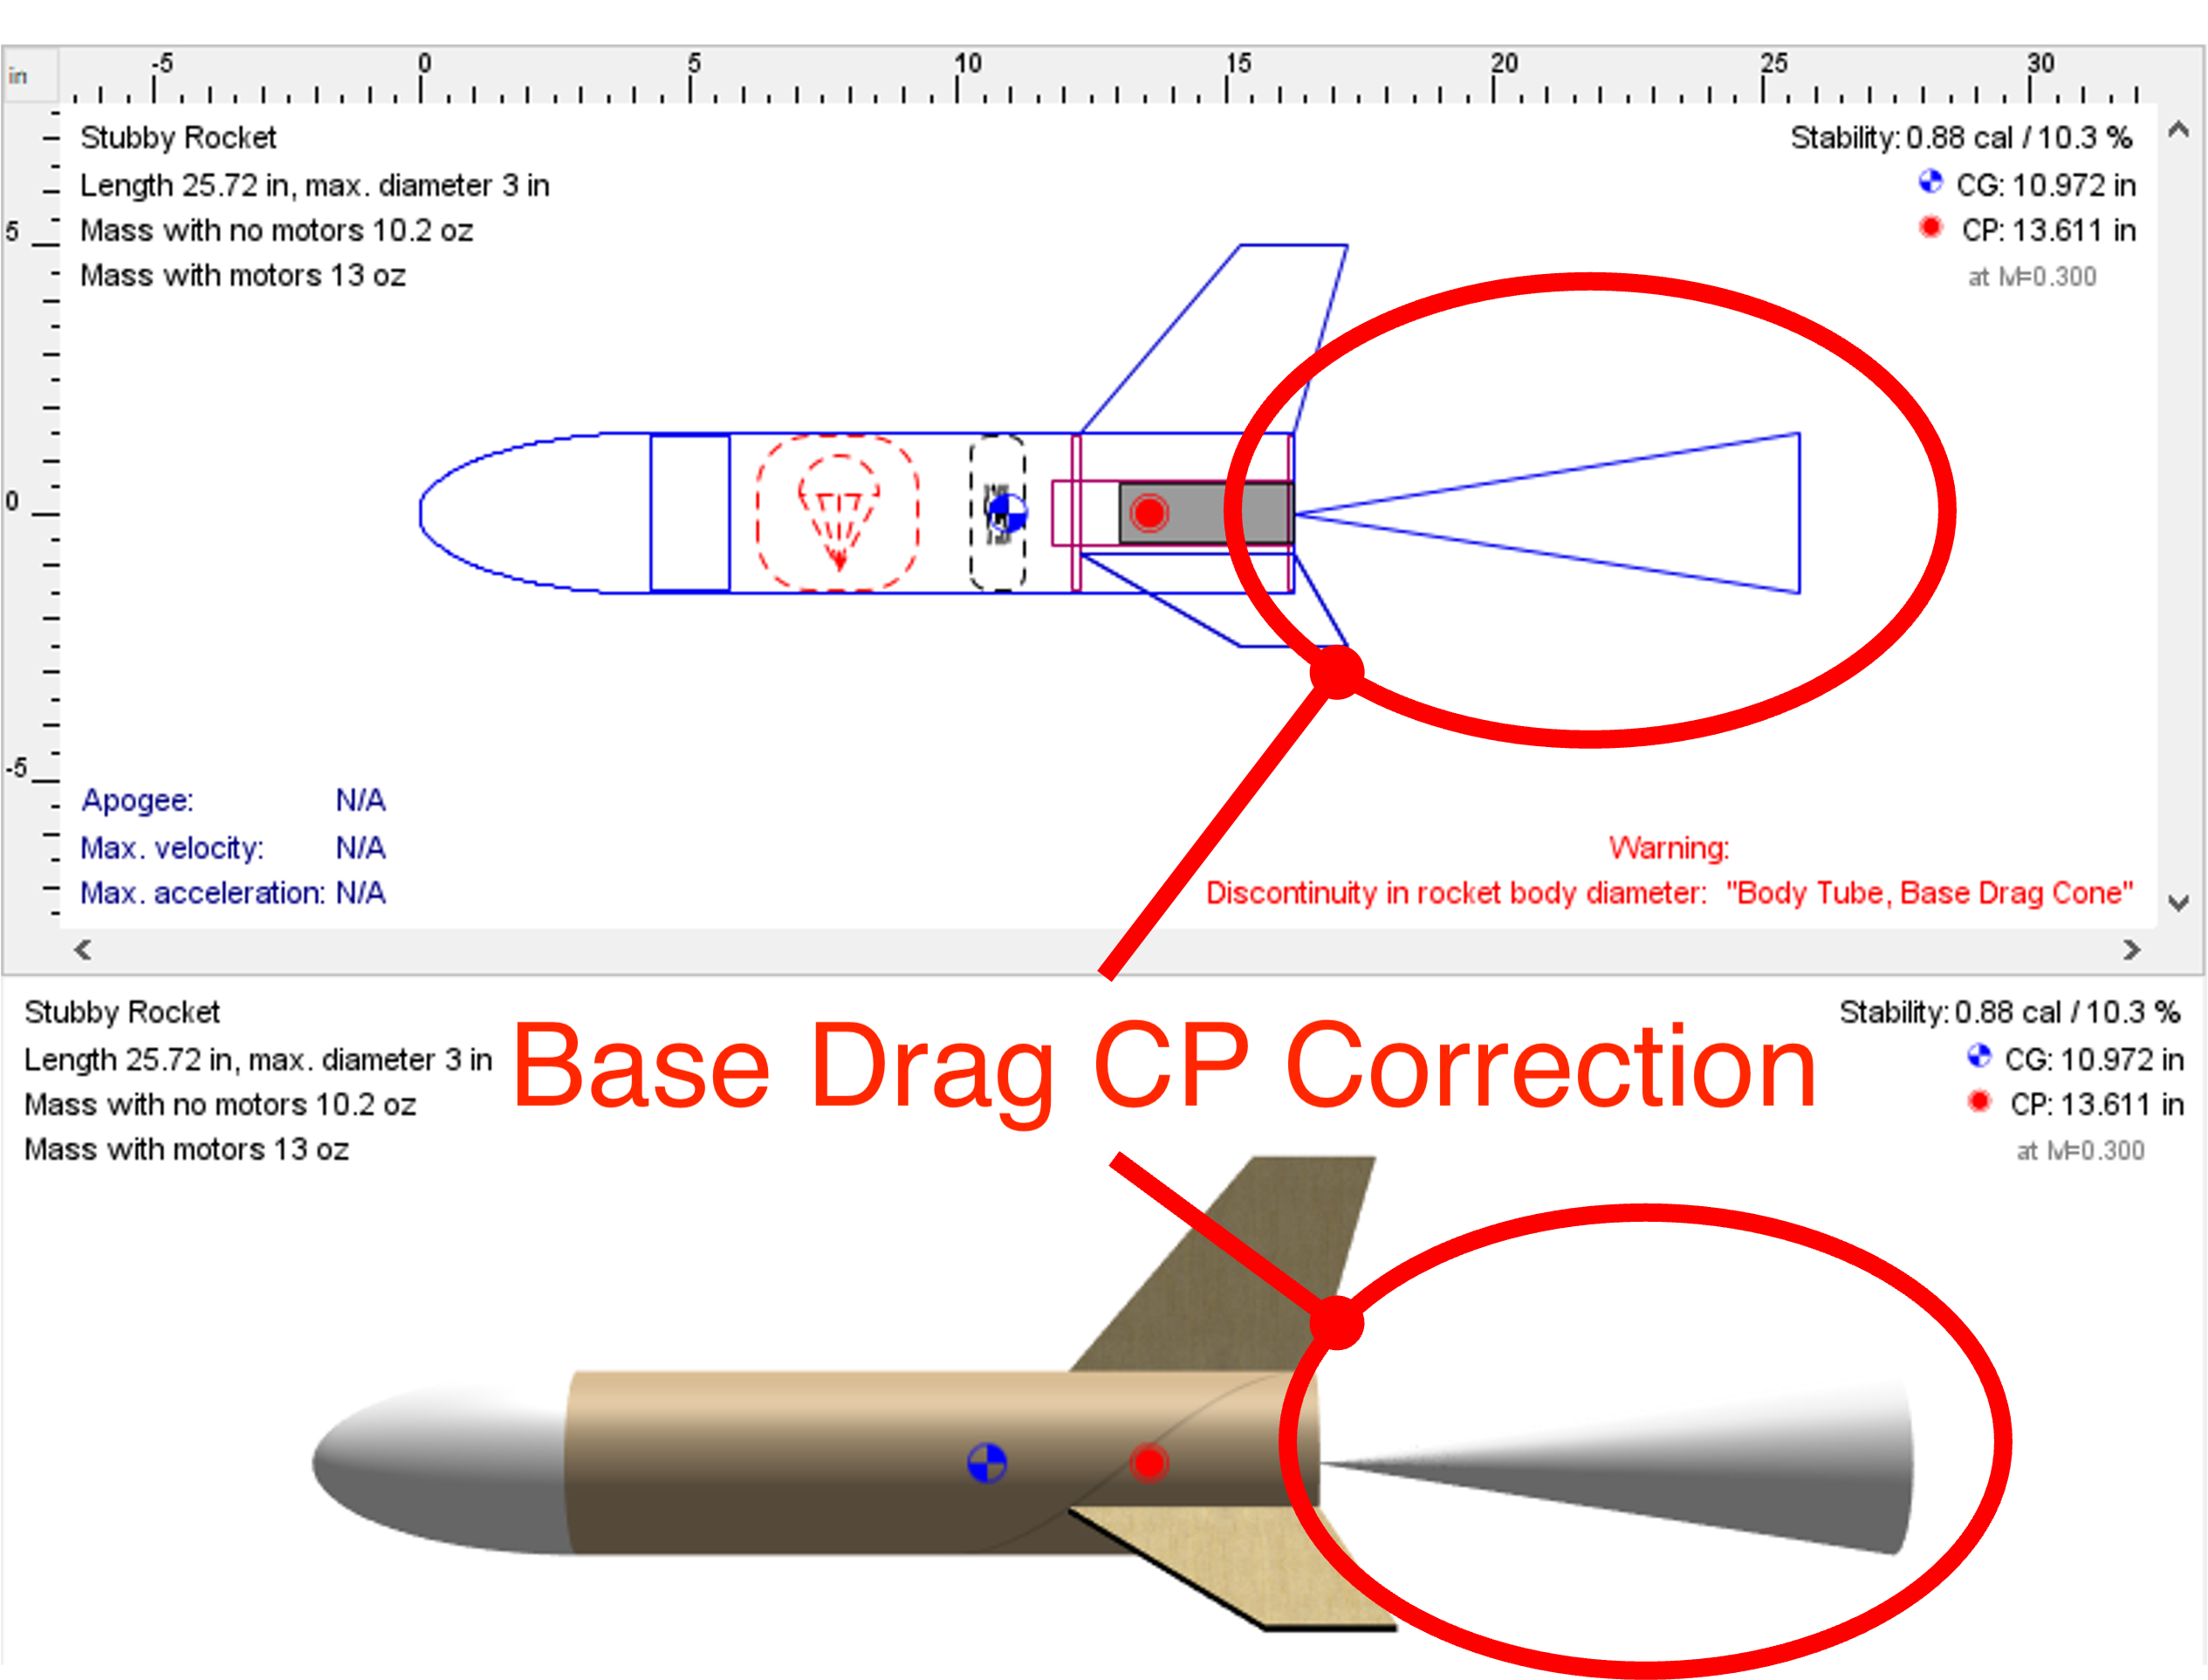 -5 0 5 10 15 20 25 30
in
Stubby Rocket
Length 25.72 in, max. diameter 3 in
Mass with no motors 10.2 oz
Mass with motors 13 oz
Stability: 0.88 cal / 10.3 %
CG: 10.972 in
CP: 13.611 in
at M=0.300
5
0
-5
Apogee: N/A
Max. velocity: N/A
Max. acceleration: N/A
Warning:
Discontinuity in rocket body diameter: "Body Tube, Base Drag Cone"
Stubby Rocket
Length 25.72 in, max. diameter 3 in
Mass with no motors 10.2 oz
Mass with motors 13 oz
Base Drag CP Correction
Stability: 0.88 cal / 10.3 %
CG: 10.972 in
CP: 13.611 in
at M=0.300